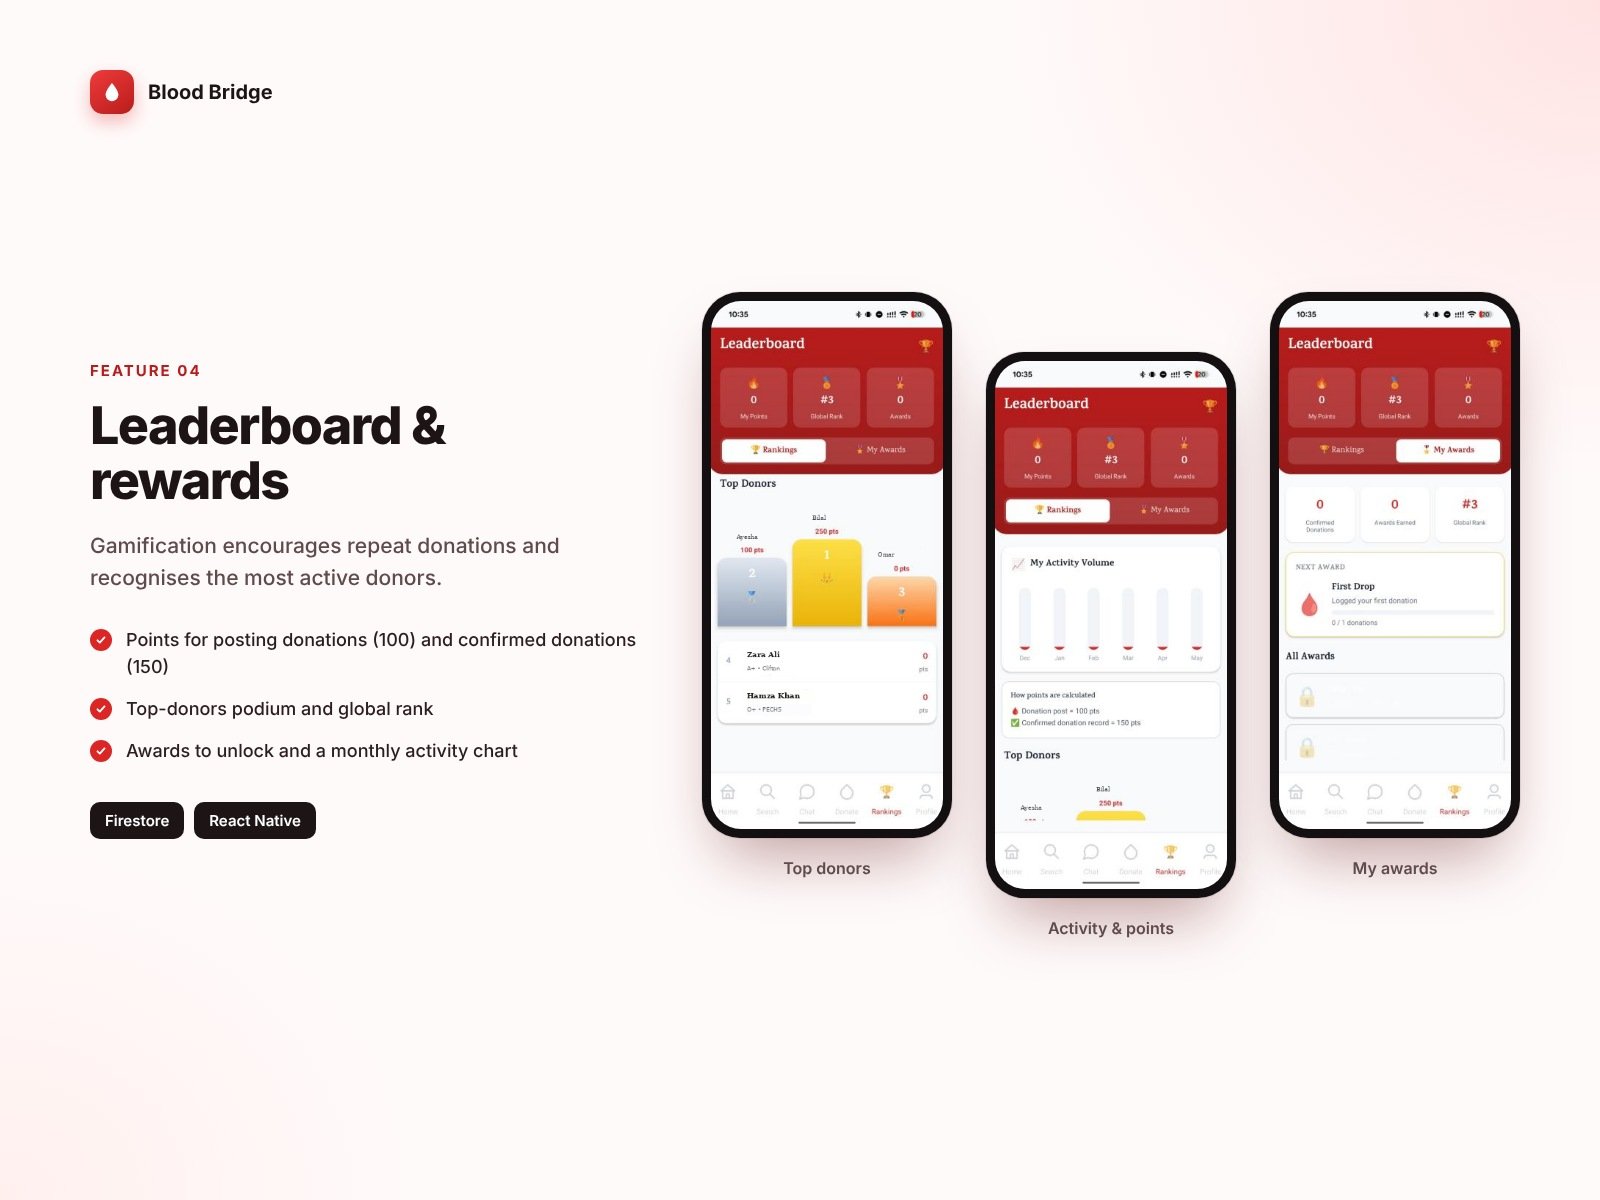 Blood Bridge
FEATURE 04
Leaderboard &
rewards
Gamification encourages repeat donations and
recognises the most active donors.
Points for posting donations (100) and confirmed donations
(150)
Top-donors podium and global rank
Awards to unlock and a monthly activity chart
Firestore
React Native
10:35
20
Leaderboard
0
#3
0
My Points
Global Rank
Awards
Rankings
My Awards
Top Donors
Bilal
250 pts
Ayesha
100 pts
Omar
0 pts
1
2
3
4
Zara Ali
A+ • Clifton
0
pts
5
Hamza Khan
O+ • PECHS
0
pts
Home
Search
Chat
Donate
Rankings
Profile
Top donors
10:35
20
Leaderboard
0
#3
0
My Points
Global Rank
Awards
Rankings
My Awards
My Activity Volume
Dec
Jan
Feb
Mar
Apr
May
How points are calculated
Donation post = 100 pts
Confirmed donation record = 150 pts
Top Donors
Bilal
250 pts
Ayesha
Home
Search
Chat
Donate
Rankings
Profile
Activity & points
10:35
20
Leaderboard
0
#3
0
My Points
Global Rank
Awards
Rankings
My Awards
0
0
#3
Confirmed
Donations
Awards Earned
Global Rank
NEXT AWARD
First Drop
Logged your first donation
0 / 1 donations
All Awards
Home
Search
Chat
Donate
Rankings
Profile
My awards